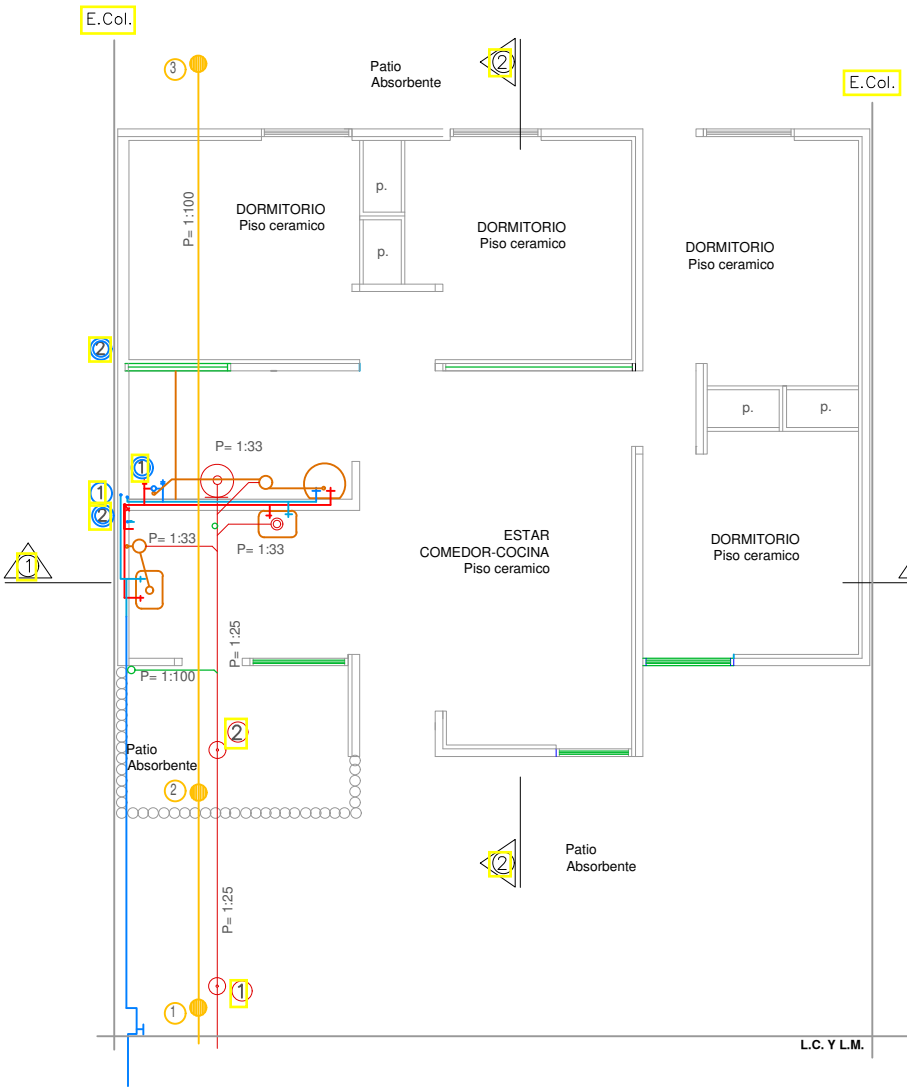 E.Col.
3
Patio
Absorbente
2
E.Col.
P= 1:100
p.
DORMITORIO
Piso ceramico
DORMITORIO
Piso ceramico
p.
DORMITORIO
Piso ceramico
2
p.
p.
P= 1:33
1
1
2
P= 1:33
P= 1:33
ESTAR
COMEDOR-COCINA
Piso ceramico
DORMITORIO
Piso ceramico
1
P= 1:25
P= 1:100
2
Patio
Absorbente
2
Patio
Absorbente
2
P= 1:25
1
1
L.C. Y L.M.